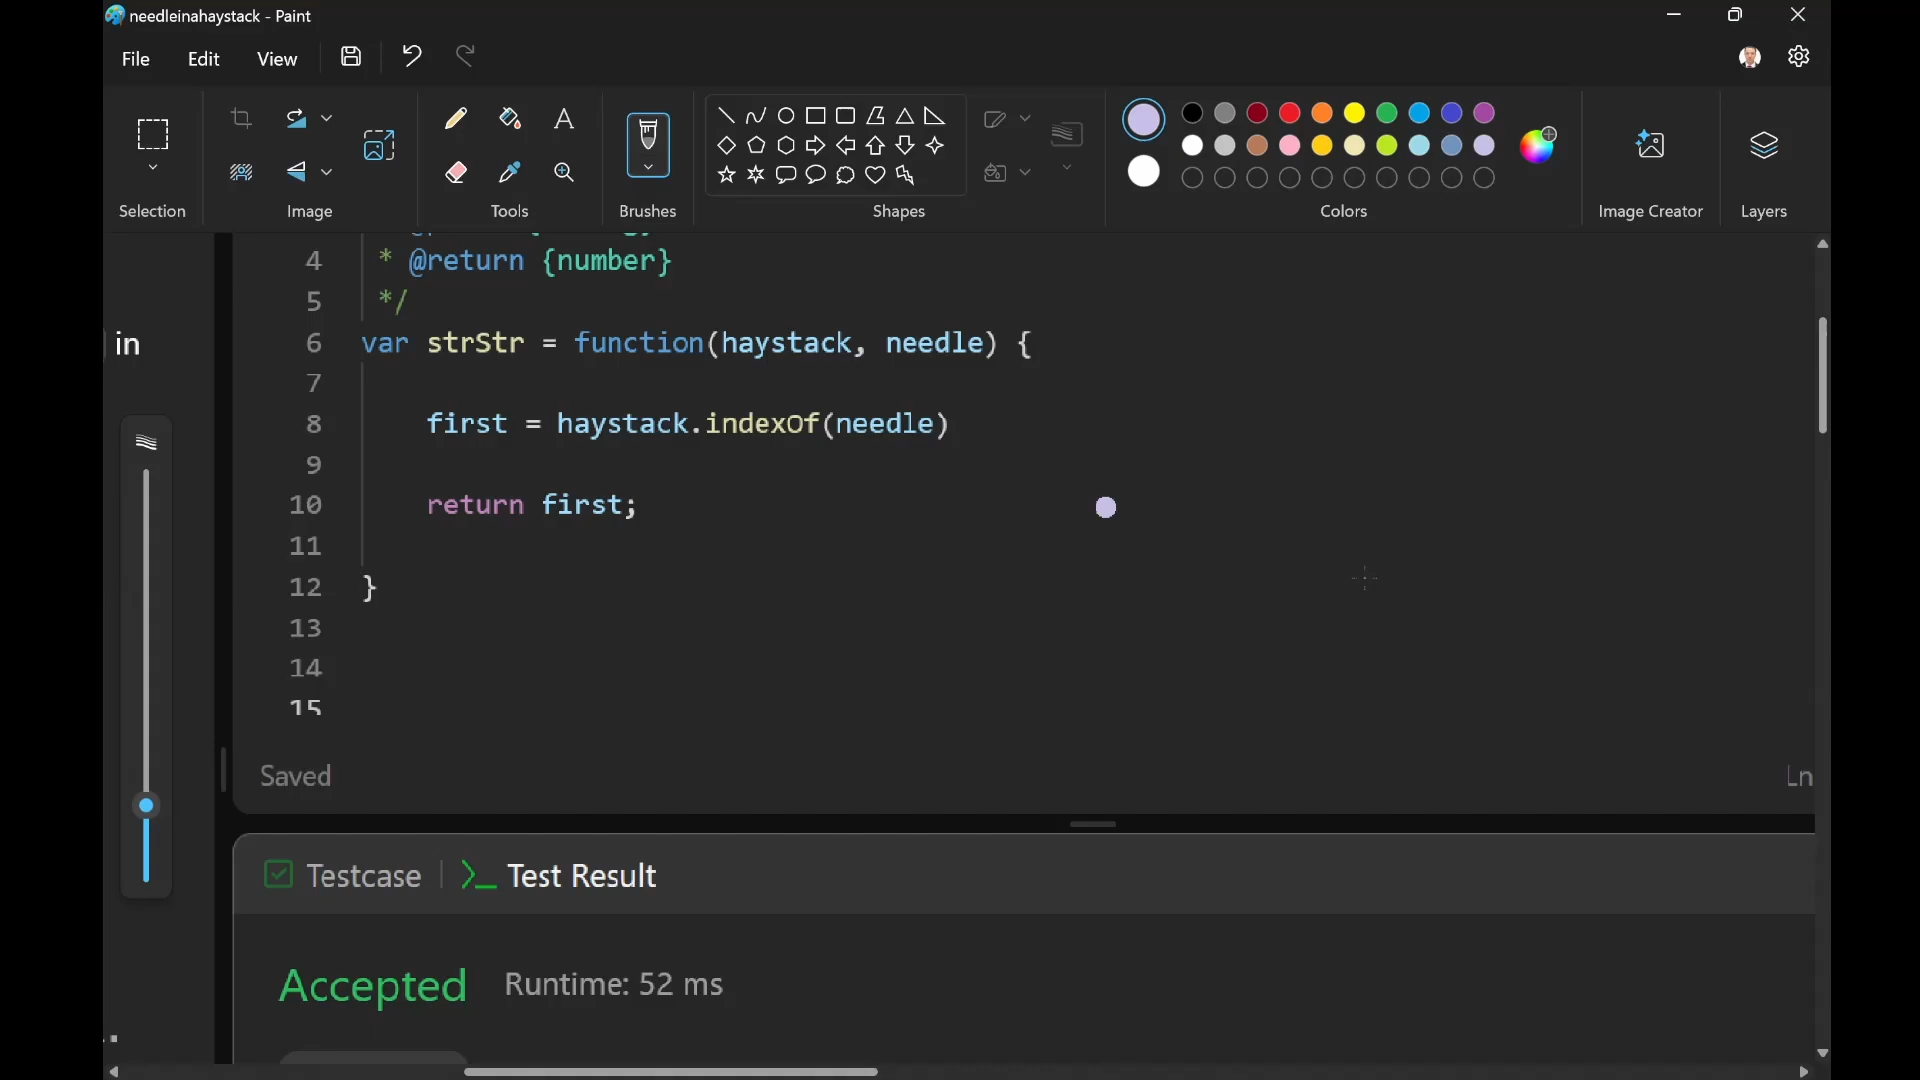 needleinahaystack - Paint
File Edit View
Selection Image Tools Brushes Shapes Colors Image Creator Layers
in
4 * @return {number}
5 */
6 var strStr = function(haystack, needle) {
7
8 first = haystack.indexOf(needle)
9
10 return first;
11
12 }
13
14
15
Saved Ln
Testcase Test Result
Accepted Runtime: 52 ms